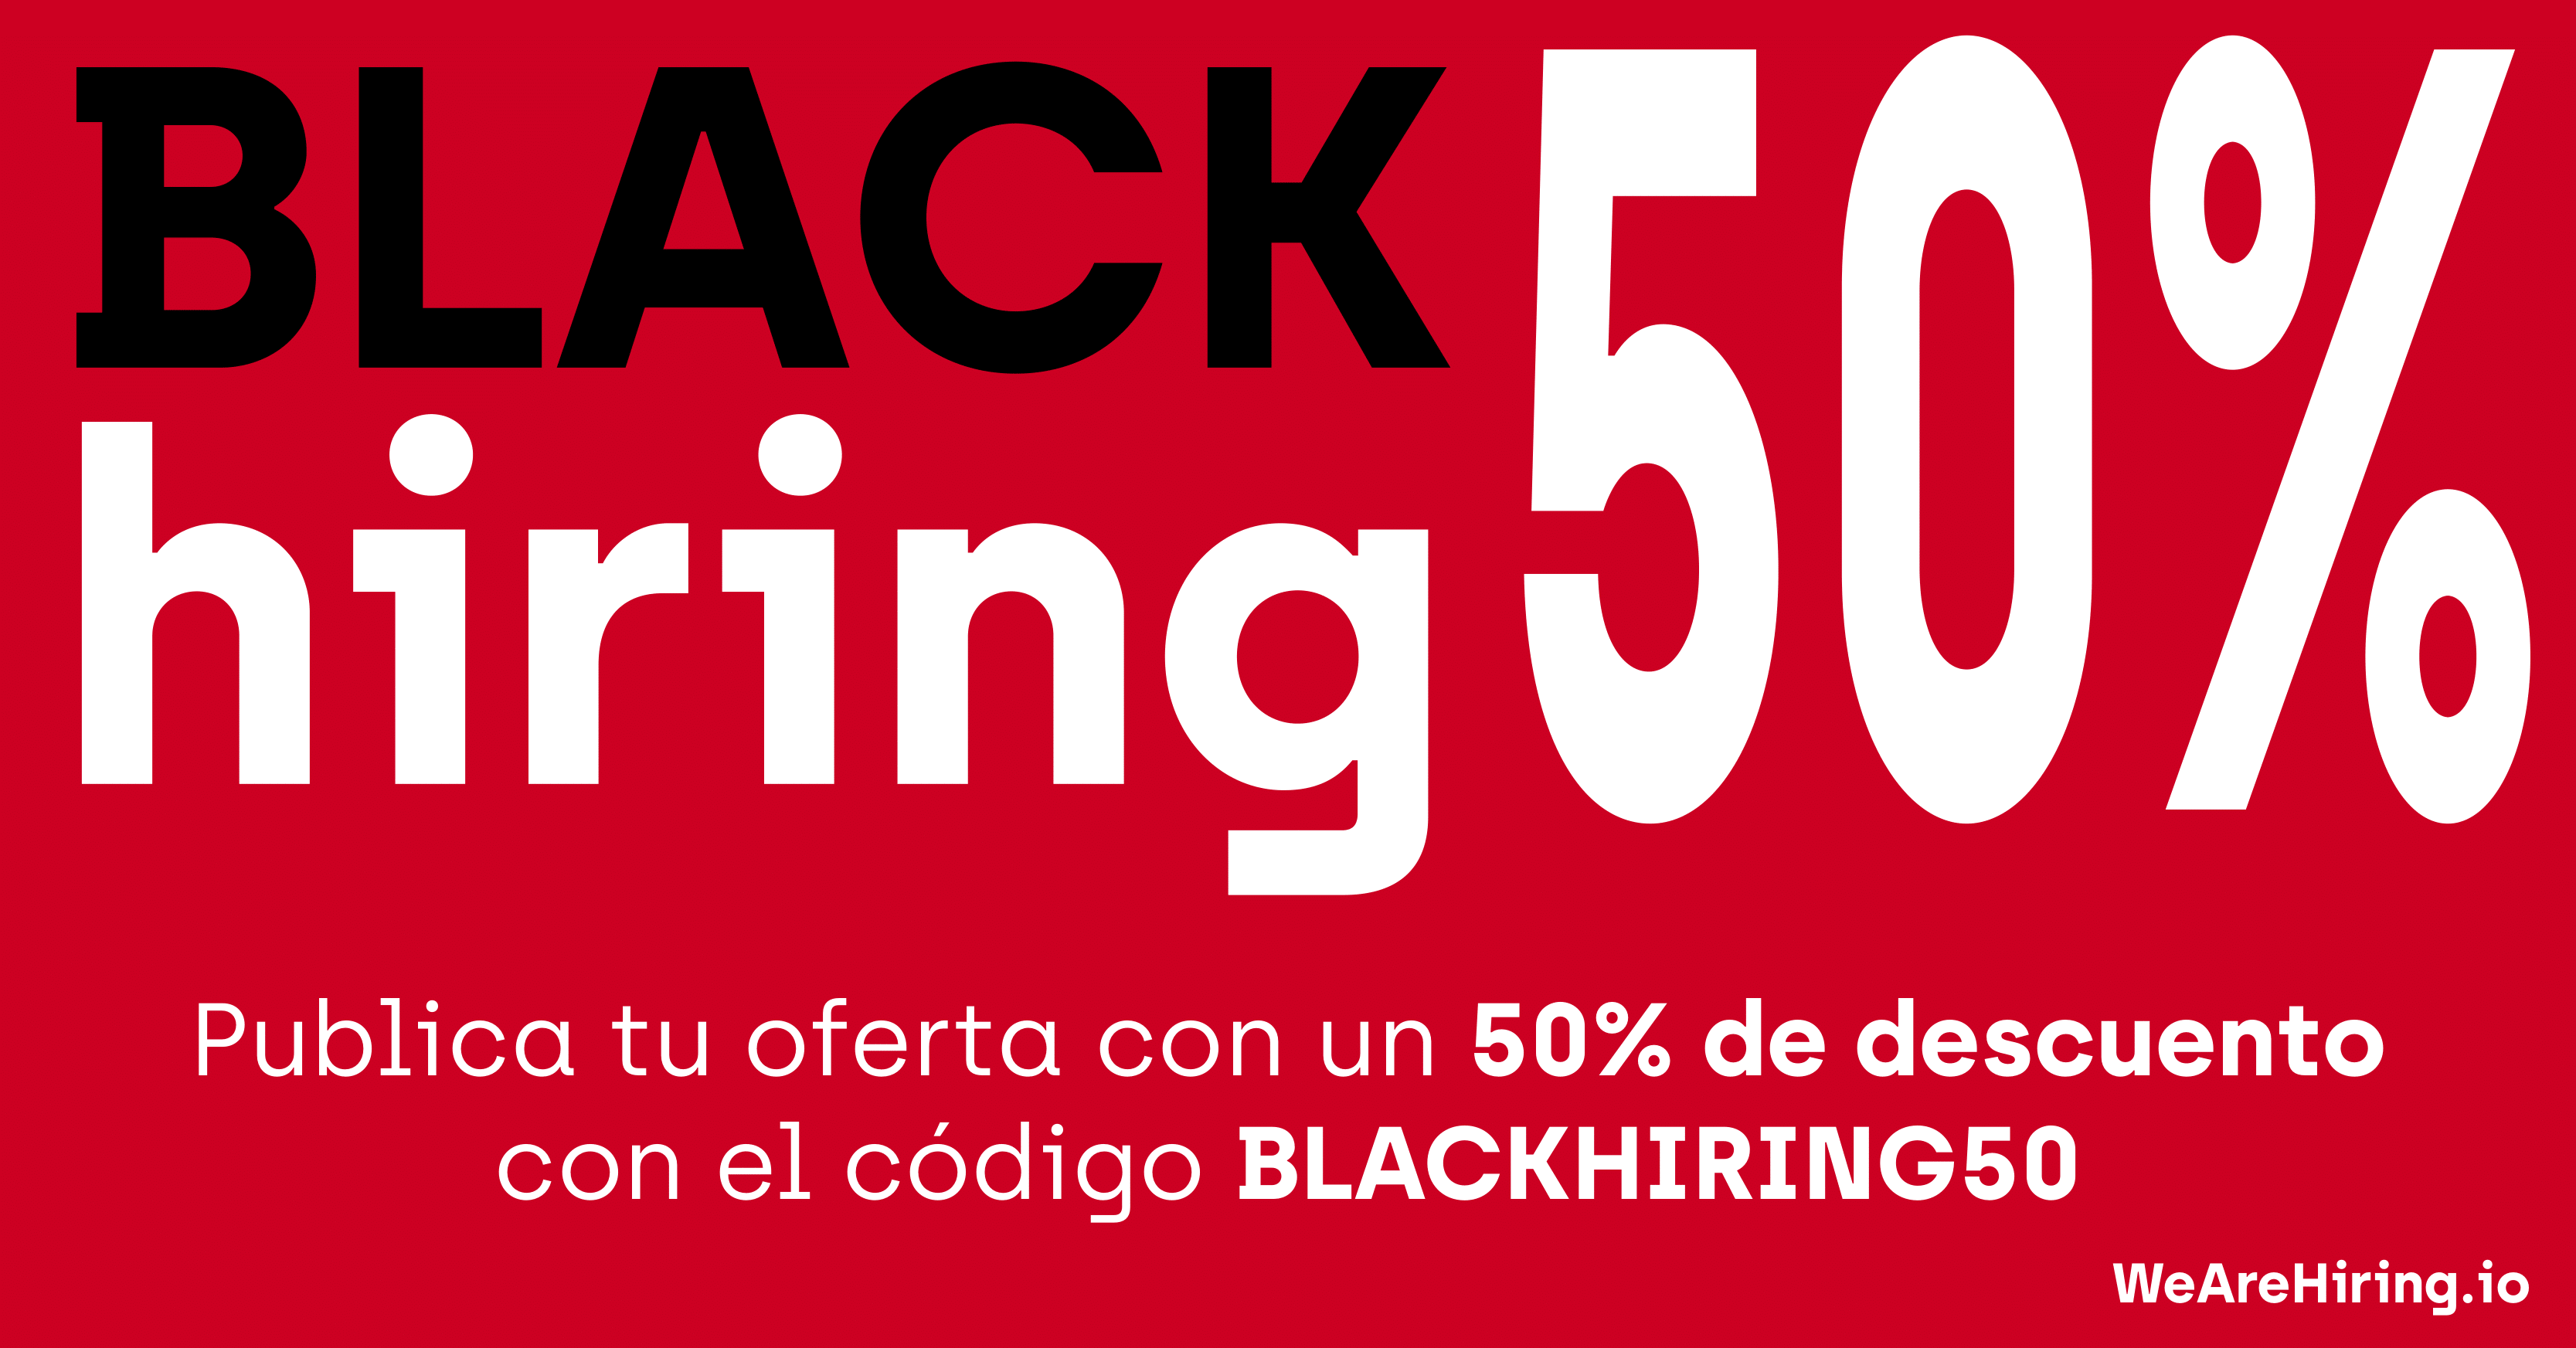 BLACK
hiring
50%
Publica tu oferta con un 50% de descuento
con el código BLACKHIRING50
WeAreHiring.io